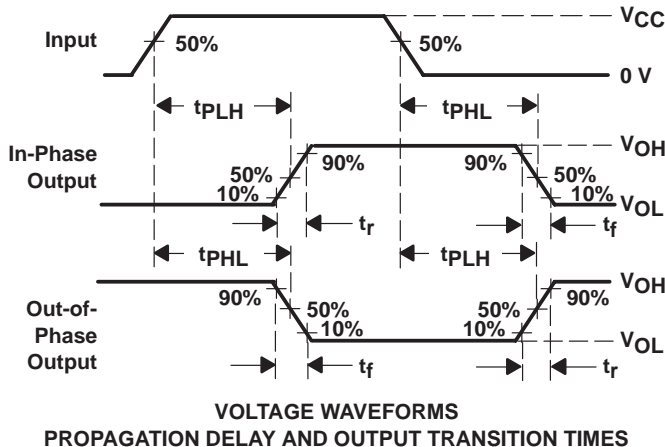 VCC
Input
50%
50%
0 V
tPLH
tPHL
In-Phase
Output
VOH
90%
90%
50%
50%
10%
10%
VOL
tr
tf
tPHL
tPLH
Out-of-
Phase
Output
VOH
90%
90%
50%
50%
10%
10%
VOL
tf
tr
VOLTAGE WAVEFORMS
PROPAGATION DELAY AND OUTPUT TRANSITION TIMES